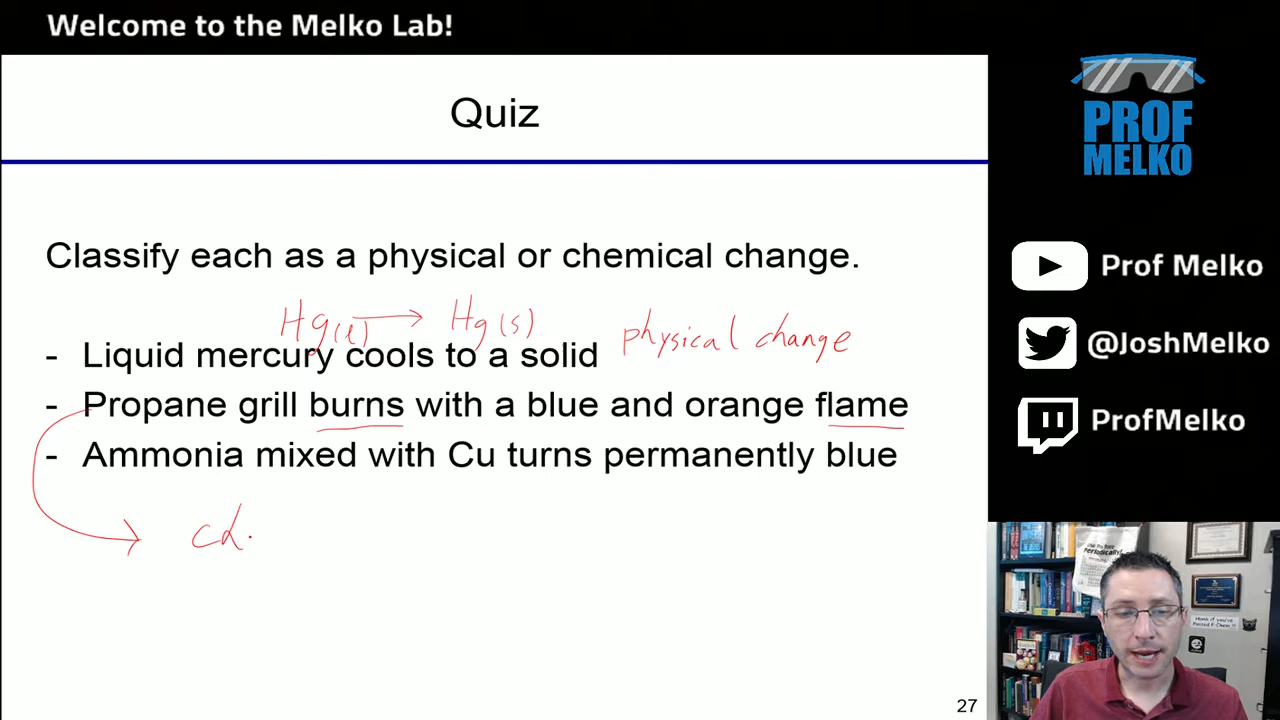 Welcome to the Melko Lab!
Quiz
Classify each as a physical or chemical change.
Hg(l) → Hg(s)
physical change
- Liquid mercury cools to a solid
- Propane grill burns with a blue and orange flame
- Ammonia mixed with Cu turns permanently blue
27
PROF
MELKO
Prof Melko
@JoshMelko
ProfMelko
Periodically!